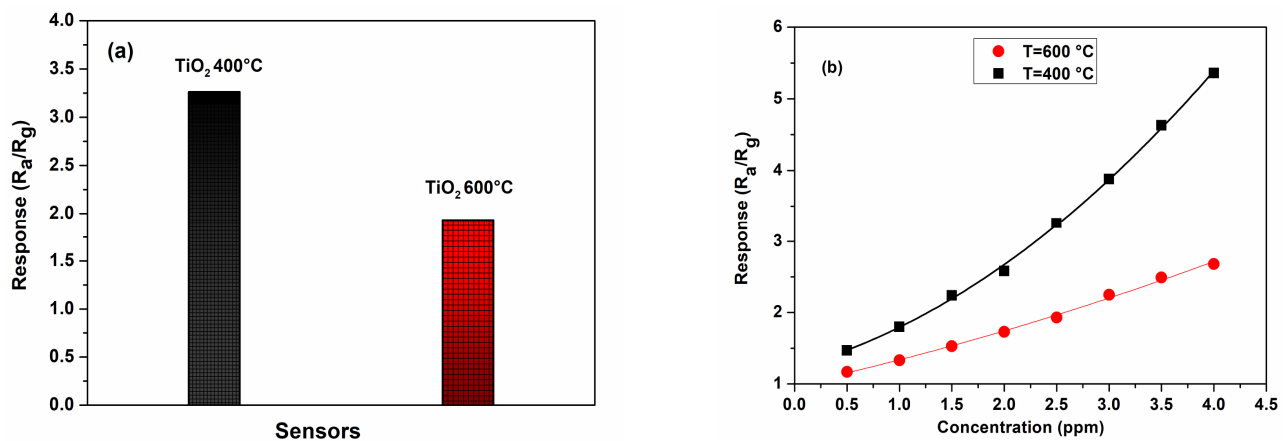 (a)
TiO₂ 400°C
TiO₂ 600°C
Response (Ra/Rg)
4.0
3.5
3.0
2.5
2.0
1.5
1.0
0.5
0.0
Sensors
(b)
T=600 °C
T=400 °C
Response (Ra/Rg)
6
5
4
3
2
1
0.0 0.5 1.0 1.5 2.0 2.5 3.0 3.5 4.0 4.5
Concentration (ppm)